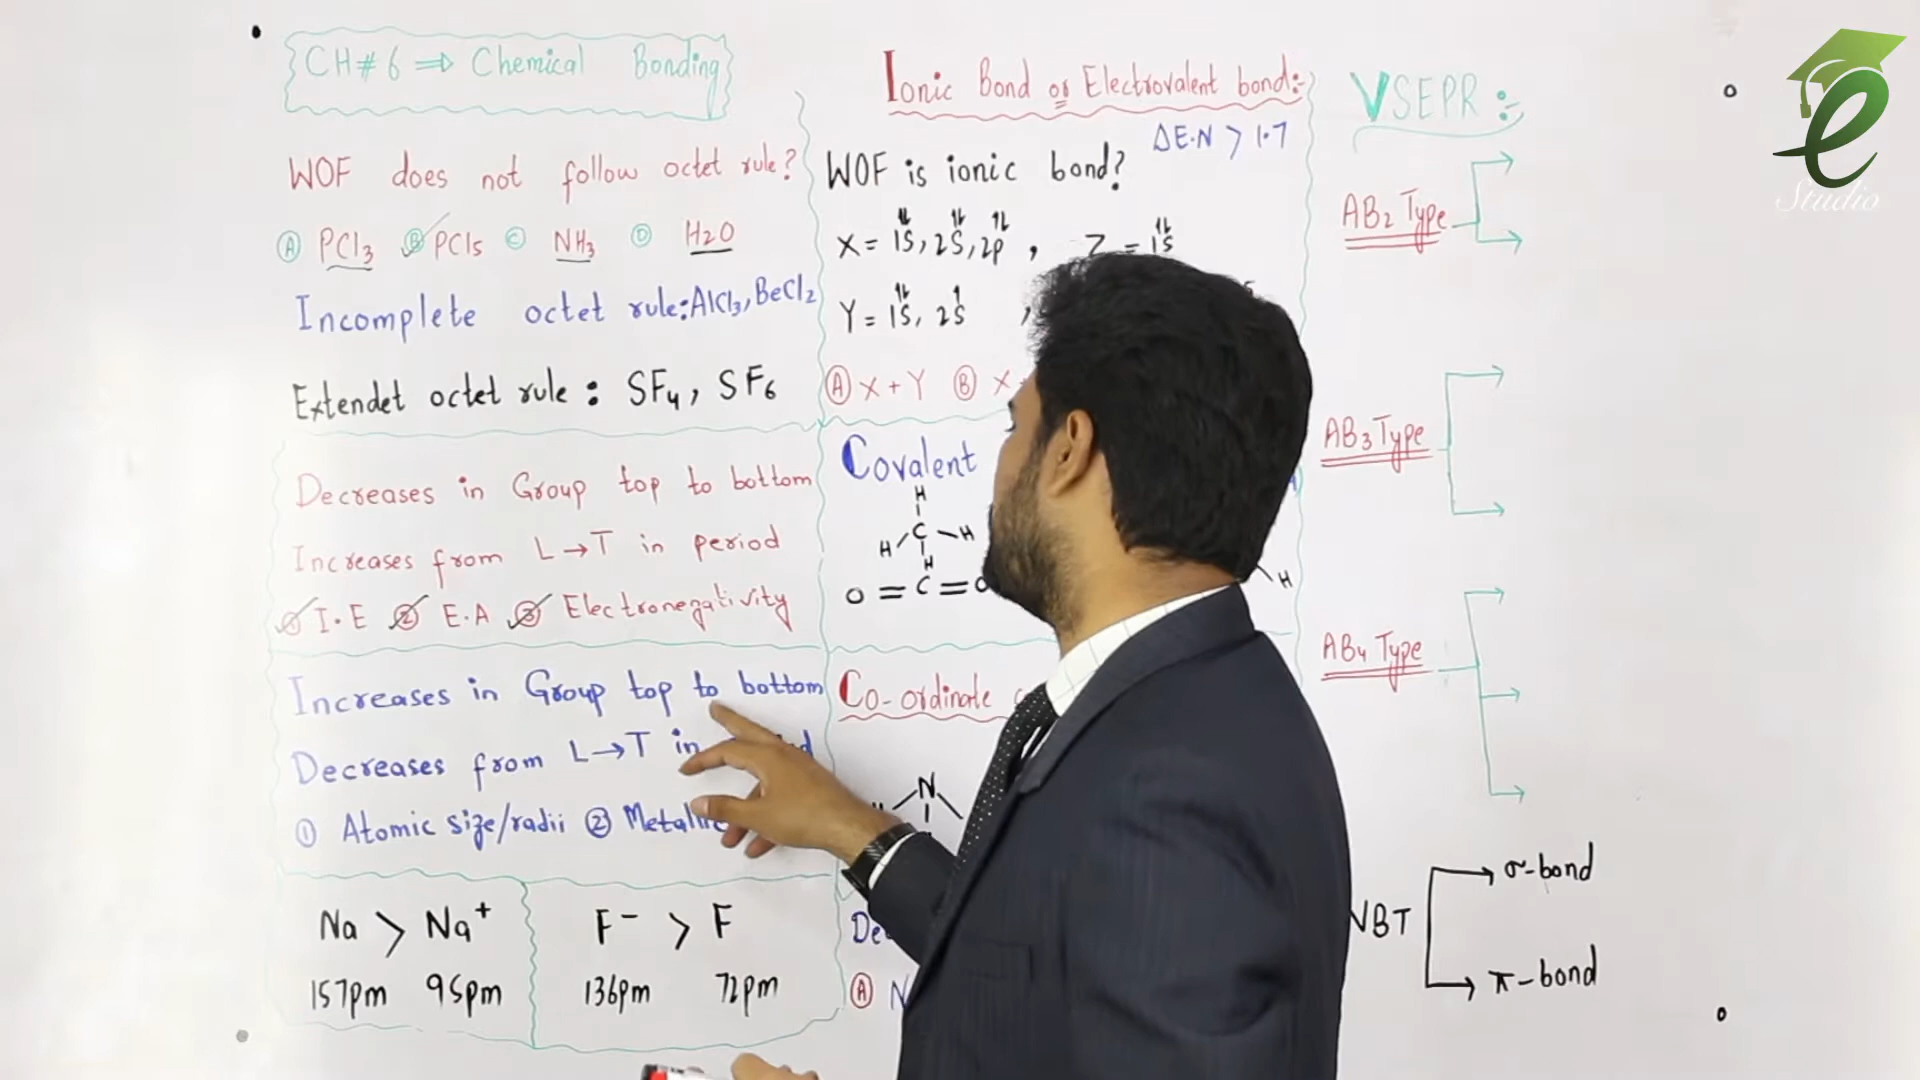 CH#6 ⇒ Chemical Bonding
WOF does not follow octet rule?
Ⓐ PCl3 Ⓑ PCl5 Ⓒ NH3 Ⓓ H2O
Incomplete octet rule: AlCl3, BeCl2
Extendet octet rule : SF4, SF6
Decreases in Group top to bottom
Increases from L→T in period
① I.E ② E.A ③ Electronegativity
Increases in Group top to bottom
Decreases from L→T in
① Atomic size/radii ② Metallic
Na > Na+
157pm 95pm
F- > F
136pm 72pm
Ionic Bond or Electrovalent bond:-
ΔE.N > 1.7
WOF is ionic bond?
X = 1S, 2S, 2p , Z = 1S
Y = 1S, 2S ,
Ⓐ X + Y Ⓑ X
Covalent
H
H C H
H
O = C = O
H
Co-ordinate
N
Ⓐ N
VSEPR :-
AB2 Type
AB3 Type
AB4 Type
VBT
σ-bond
π-bond
e
Studio